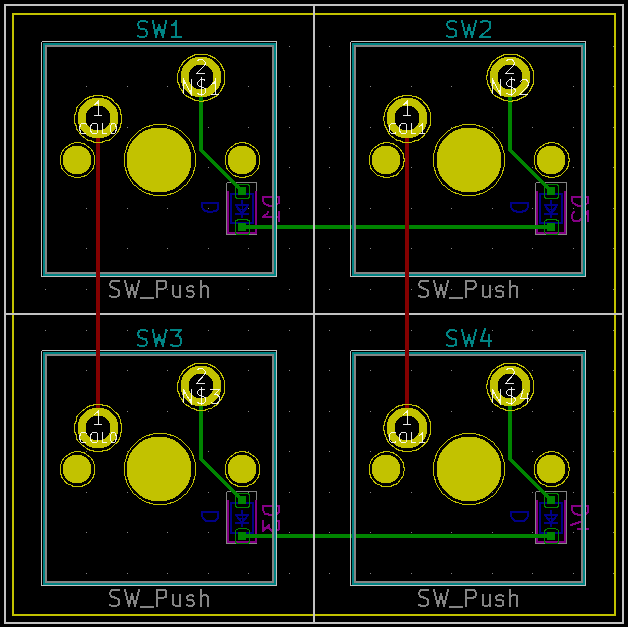 SW1
SW2
2
N$1
2
N$2
1
COL0
1
COL1
D
D1
D
D2
SW_Push
SW_Push
SW3
SW4
2
N$3
2
N$4
1
COL0
1
COL1
D
D3
D
D4
SW_Push
SW_Push